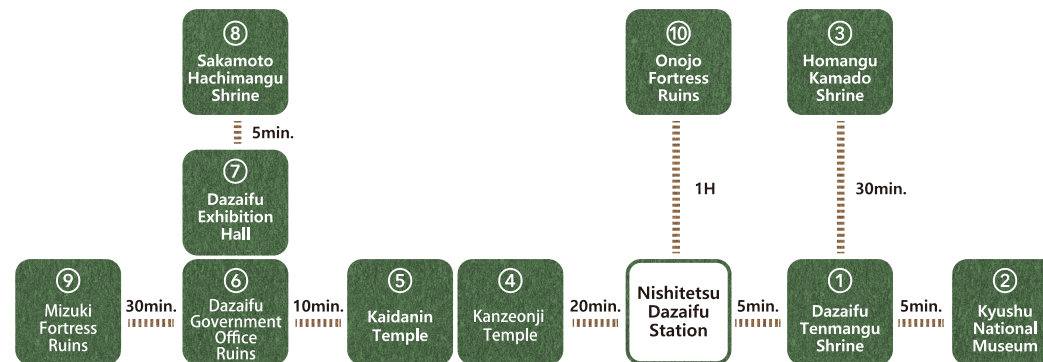 ⑧
Sakamoto
Hachimangu
Shrine
⑩
Onojo
Fortress
Ruins
③
Homangu
Kamado
Shrine
5min.
⑦
Dazaifu
Exhibition
Hall
1H
30min.
⑨
Mizuki
Fortress
Ruins
30min.
⑥
Dazaifu
Government
Office
Ruins
10min.
⑤
Kaidanin
Temple
④
Kanzeonji
Temple
20min.
Nishitetsu
Dazaifu
Station
5min.
①
Dazaifu
Tenmangu
Shrine
5min.
②
Kyushu
National
Museum